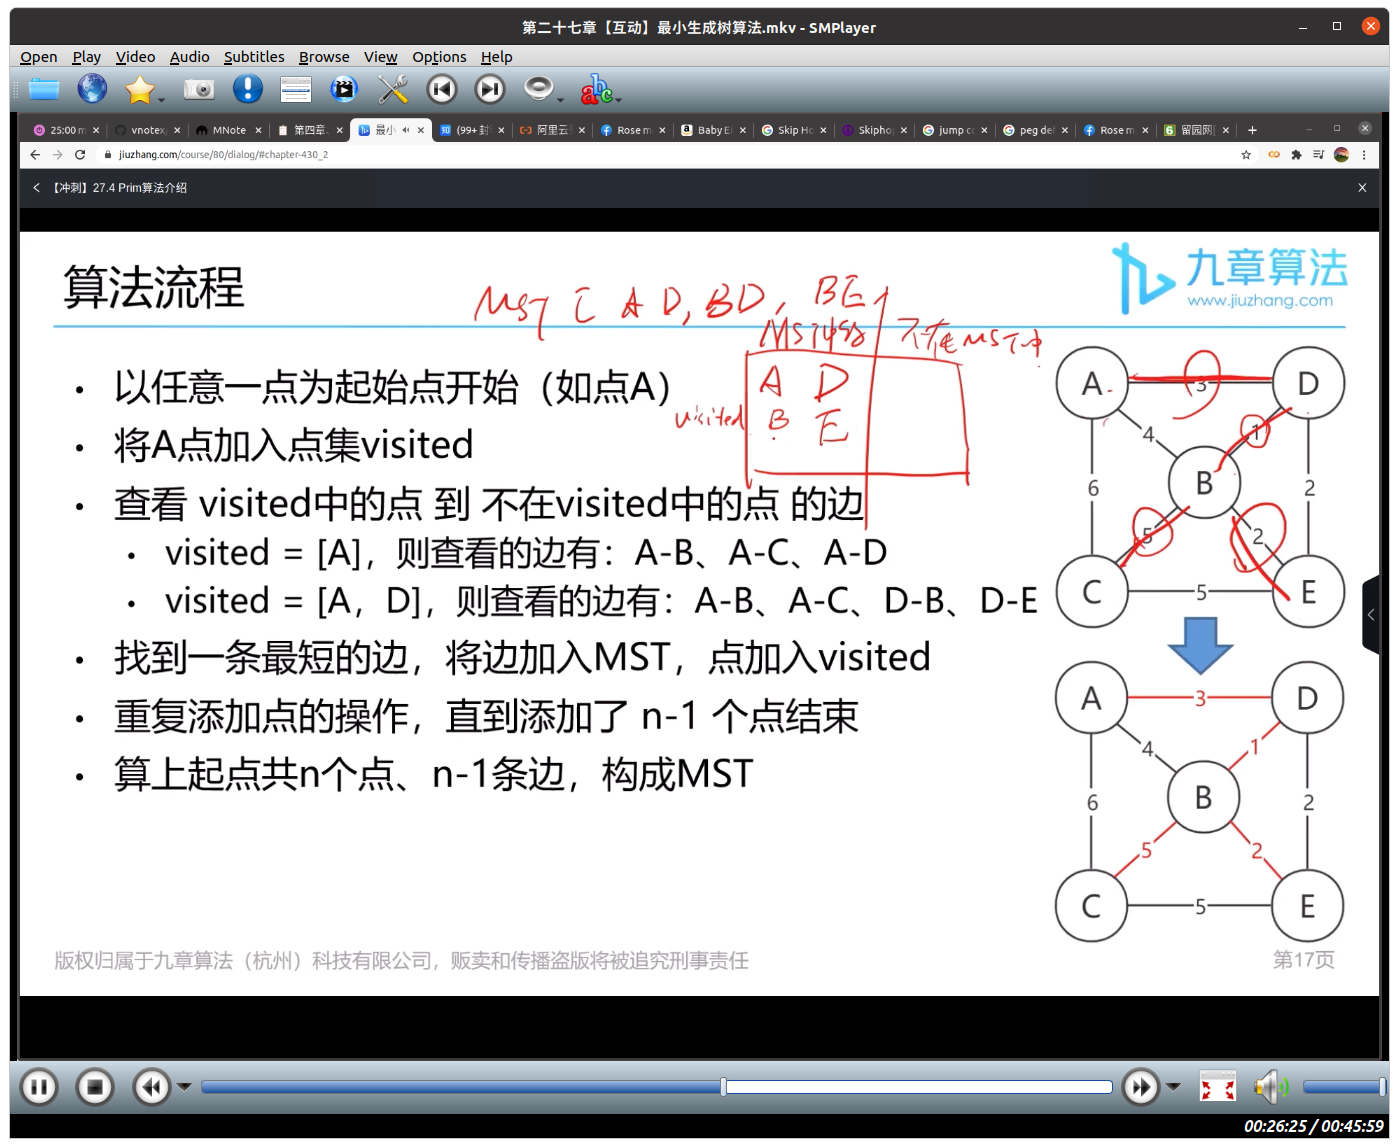 第二十七章【互动】最小生成树算法.mkv - SMPlayer
Open Play Video Audio Subtitles Browse View Options Help
abc
25:00 m vnotex MNote 第四章、 最小 (99+ 封 阿里云 Rose m Baby Ei Skip Ho Skipho jump c peg de Rose m 留园网
jiuzhang.com/course/80/dialog/#chapter-430_2
【冲刺】27.4 Prim算法介绍
算法流程
九章算法
www.jiuzhang.com
MST [ AD, BD, BE,
不在MST中
visited
A D
B E
• 以任意一点为起始点开始（如点A）
• 将A点加入点集visited
• 查看 visited中的点 到 不在visited中的点 的边
• visited = [A]，则查看的边有：A-B、A-C、A-D
• visited = [A，D]，则查看的边有：A-B、A-C、D-B、D-E
• 找到一条最短的边，将边加入MST，点加入visited
• 重复添加点的操作，直到添加了 n-1 个点结束
• 算上起点共n个点、n-1条边，构成MST
A 3 D
4 1
6 B 2
5 2
C 5 E
A 3 D
4 1
6 B 2
5 2
C 5 E
版权归属于九章算法（杭州）科技有限公司，贩卖和传播盗版将被追究刑事责任
第17页
00:26:25 / 00:45:59